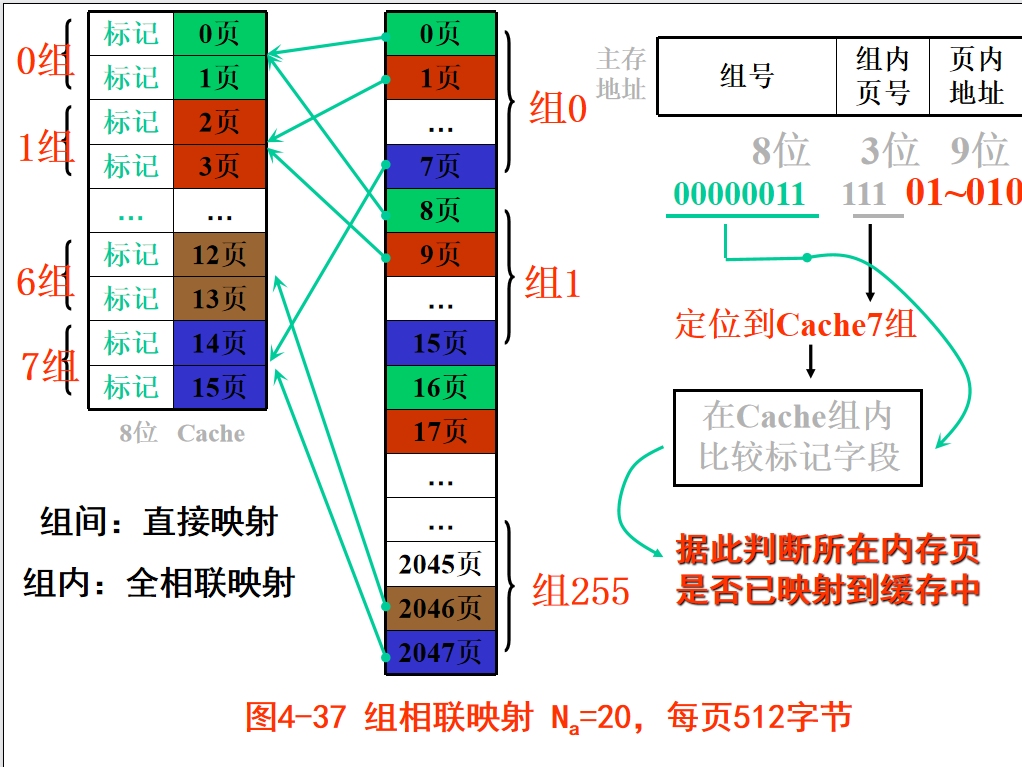 0组
标记 0页
标记 1页
1组
标记 2页
标记 3页
… …
6组
标记 12页
标记 13页
7组
标记 14页
标记 15页
8位 Cache
组间：直接映射
组内：全相联映射
0页
1页
…
7页
8页
9页
…
15页
16页
17页
…
…
2045页
2046页
2047页
组0
组1
组255
主存
地址
组号
组内
页号
页内
地址
8位 3位 9位
00000011 111 01~010
定位到Cache7组
在Cache组内
比较标记字段
据此判断所在内存页
是否已映射到缓存中
图4-37 组相联映射 Na=20，每页512字节